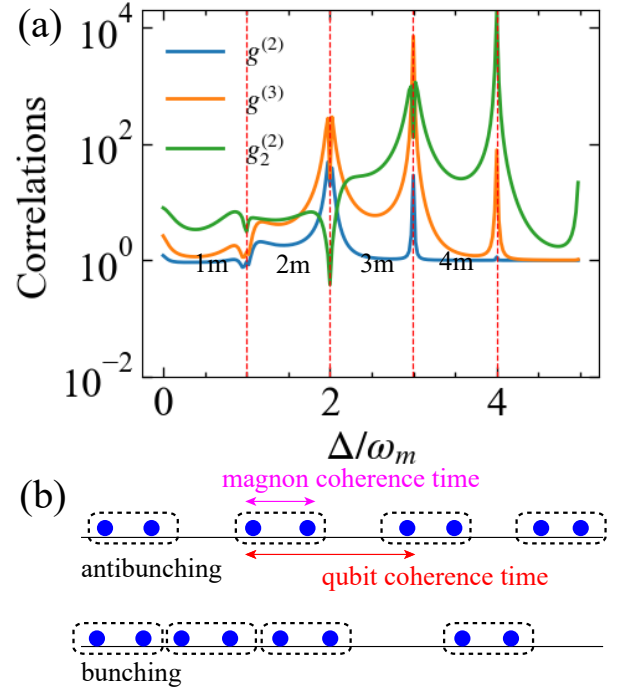 (a)
10^4
10^2
10^0
10^{-2}
Correlations
g^{(2)}
g^{(3)}
g_2^{(2)}
1m 2m 3m 4m
0 2 4
Δ/ω_m
(b)
magnon coherence time
antibunching
qubit coherence time
bunching